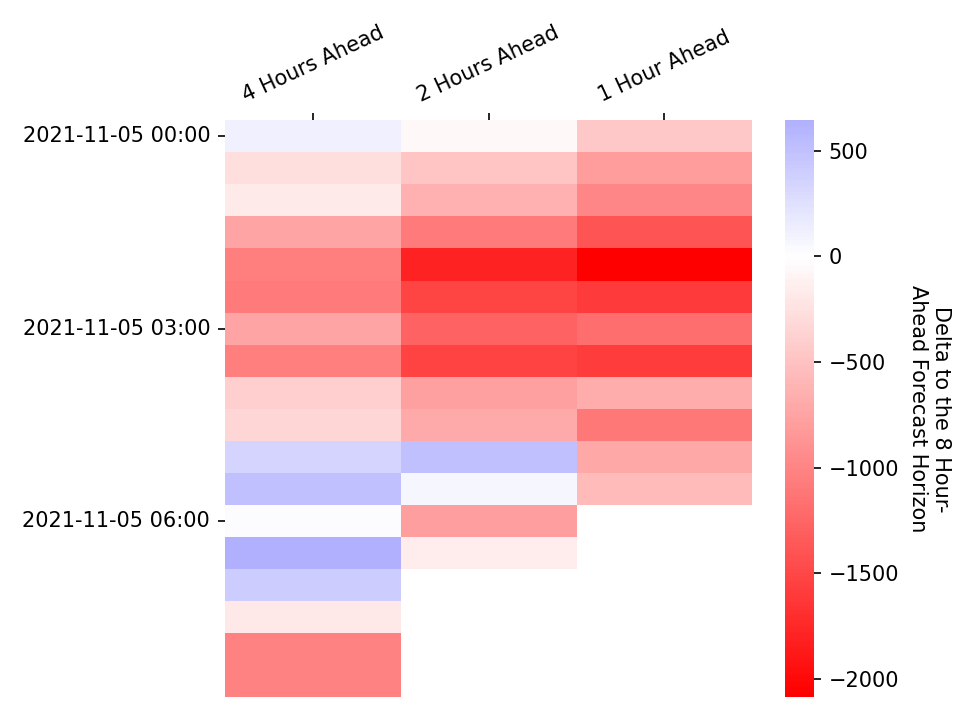 4 Hours Ahead
2 Hours Ahead
1 Hour Ahead
2021-11-05 00:00
2021-11-05 03:00
2021-11-05 06:00
500
0
−500
−1000
−1500
−2000
Delta to the 8 Hour-
Ahead Forecast Horizon